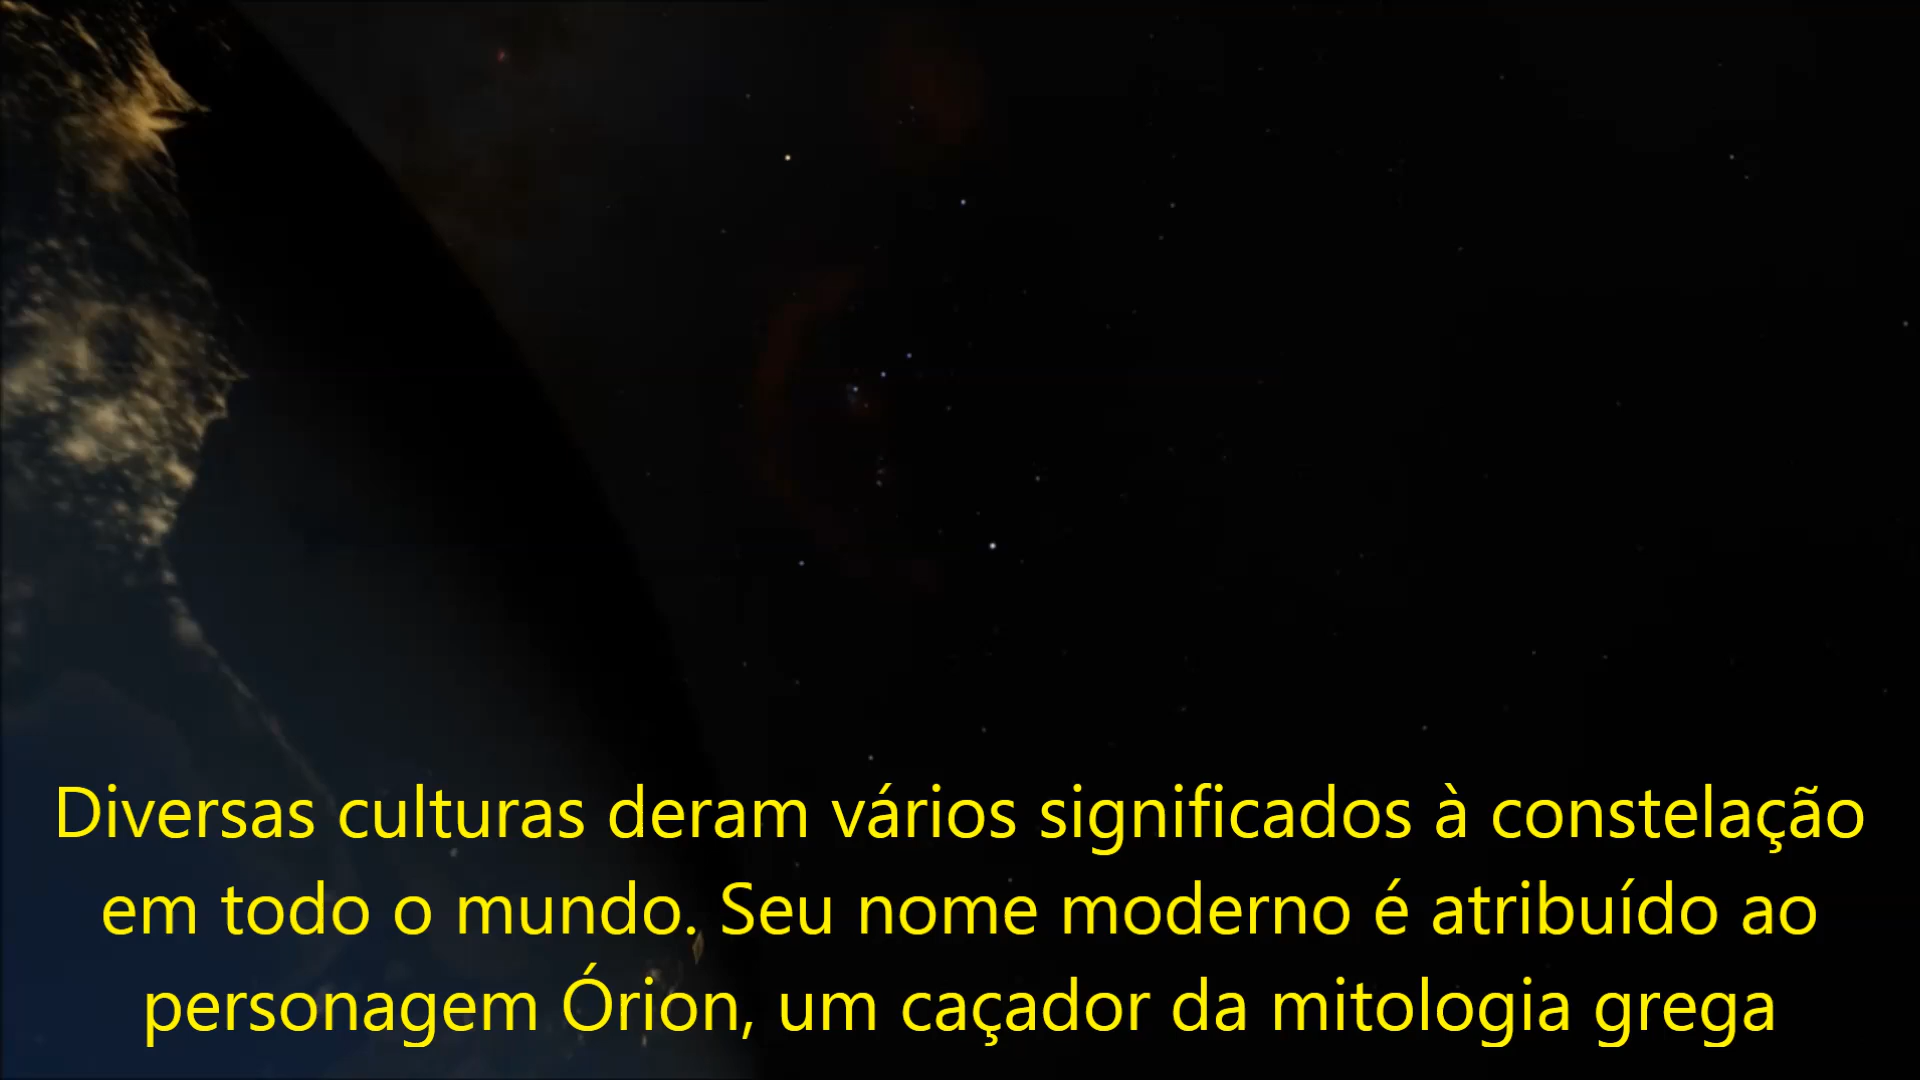 Diversas culturas deram vários significados à constelação
em todo o mundo. Seu nome moderno é atribuído ao
personagem Órion, um caçador da mitologia grega